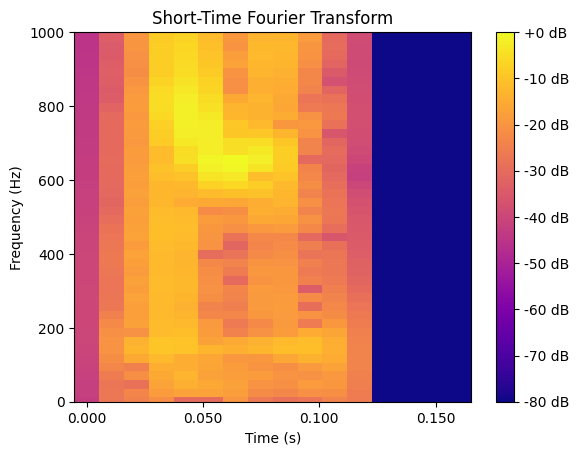 Short-Time Fourier Transform
Frequency (Hz)
1000
800
600
400
200
0
0.000
0.050
0.100
0.150
Time (s)
+0 dB
-10 dB
-20 dB
-30 dB
-40 dB
-50 dB
-60 dB
-70 dB
-80 dB